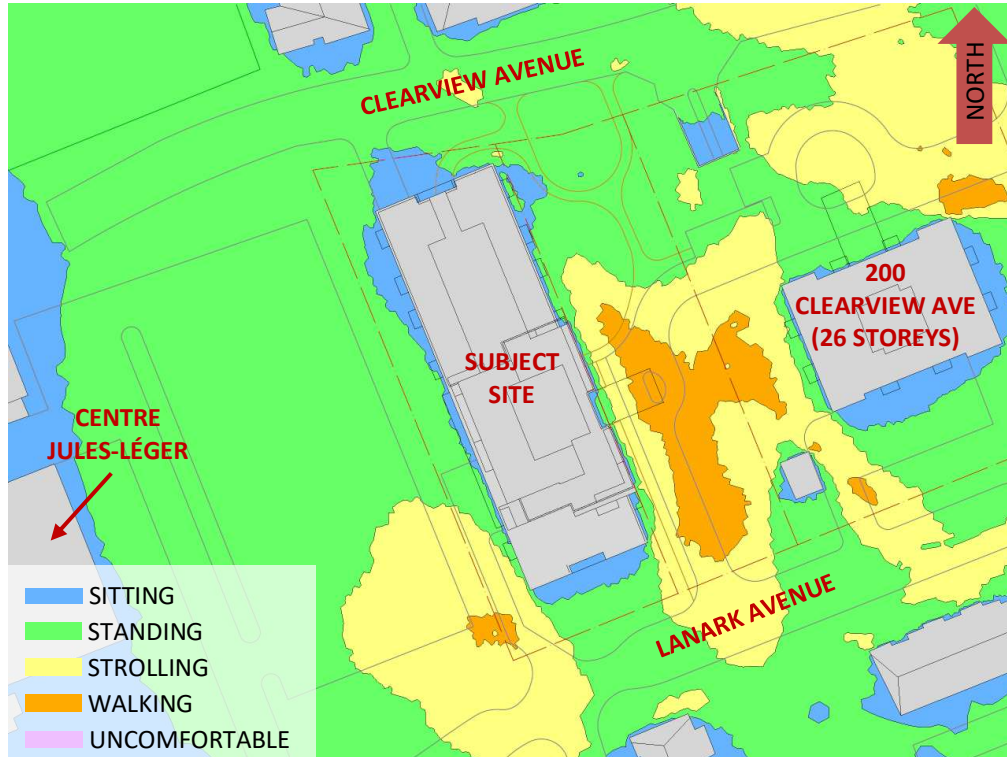 CLEARVIEW AVENUE
NORTH
200
CLEARVIEW AVE
(26 STOREYS)
SUBJECT
SITE
CENTRE
JULES-LÉGER
LANARK AVENUE
SITTING
STANDING
STROLLING
WALKING
UNCOMFORTABLE